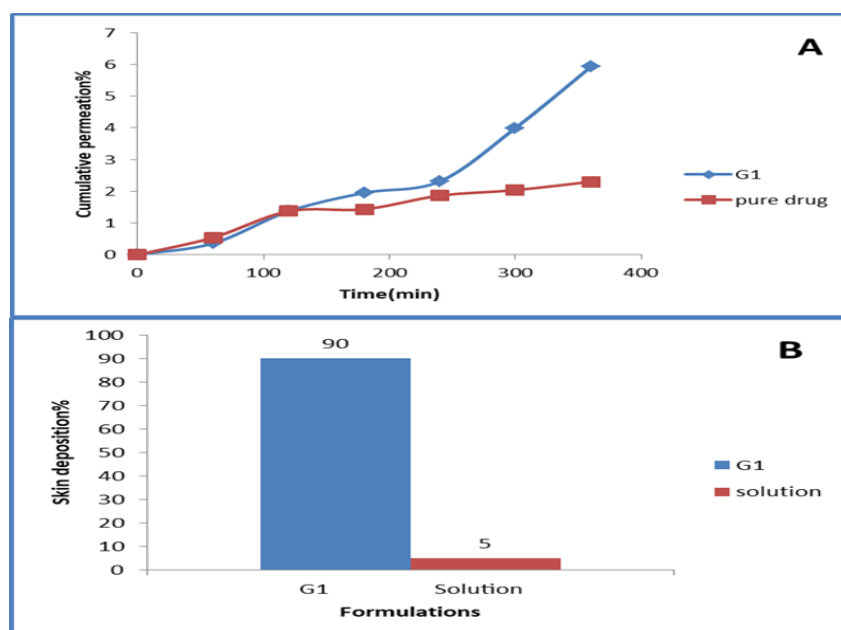 A
Cumulative permeation%
7
6
5
4
3
2
1
0
0 100 200 300 400
Time(min)
G1
pure drug
B
Skin deposition%
100
90
80
70
60
50
40
30
20
10
0
90
5
G1 Solution
Formulations
G1
solution